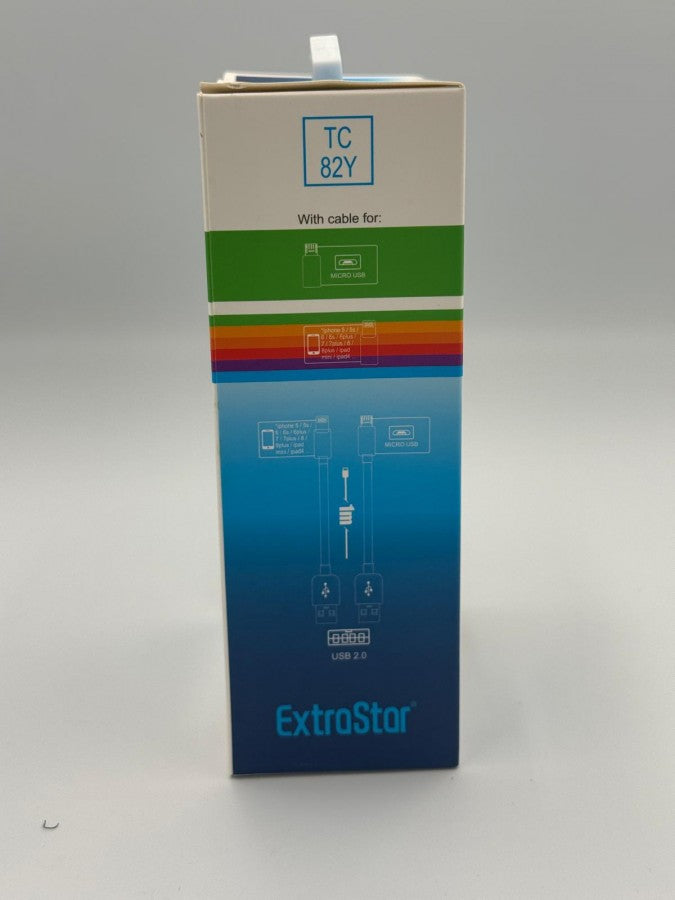 TC
82Y
With cable for:
MICRO USB
*iphone 5 / 5s /
6 / 6s / 6plus /
7 / 7plus / 8 /
8plus / ipad
mini / ipad4
*iphone 5 / 5s /
6 / 6s / 6plus /
7 / 7plus / 8 /
8plus / ipad
mini / ipad4
MICRO USB
1m
USB 2.0
ExtraStar®